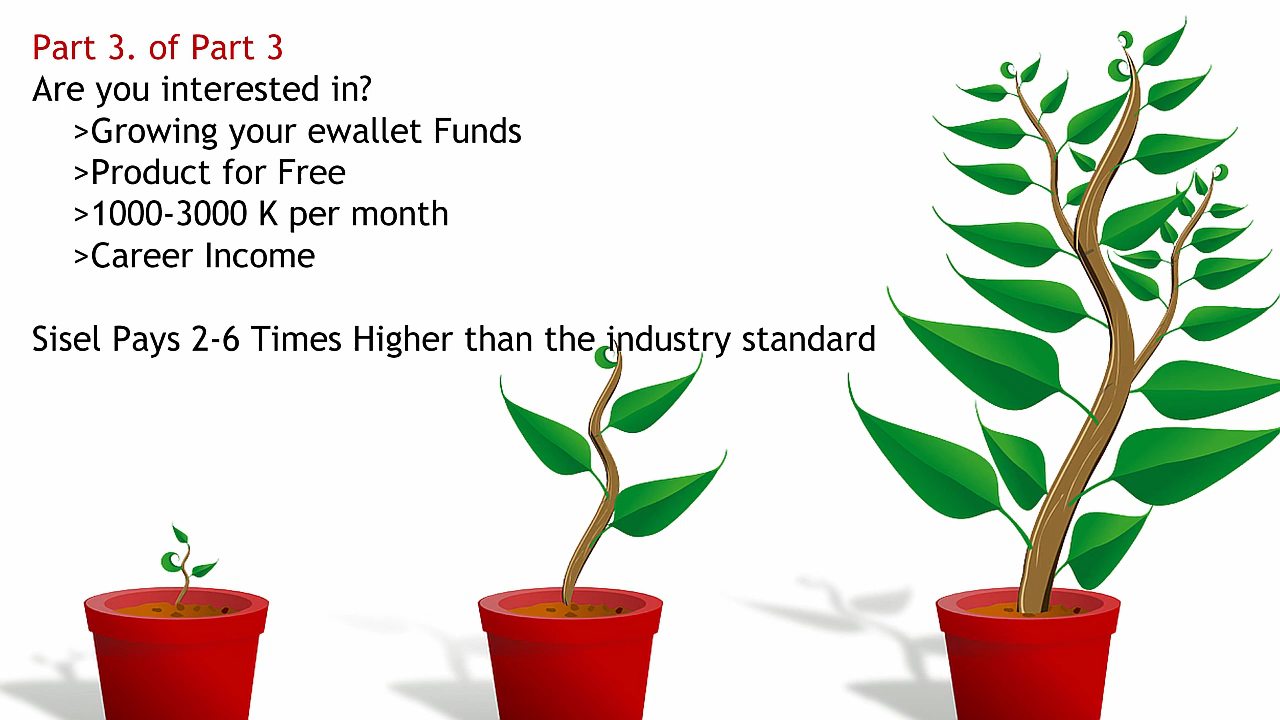 Part 3. of Part 3
Are you interested in?
>Growing your ewallet Funds
>Product for Free
>1000-3000 K per month
>Career Income
Sisel Pays 2-6 Times Higher than the industry standard